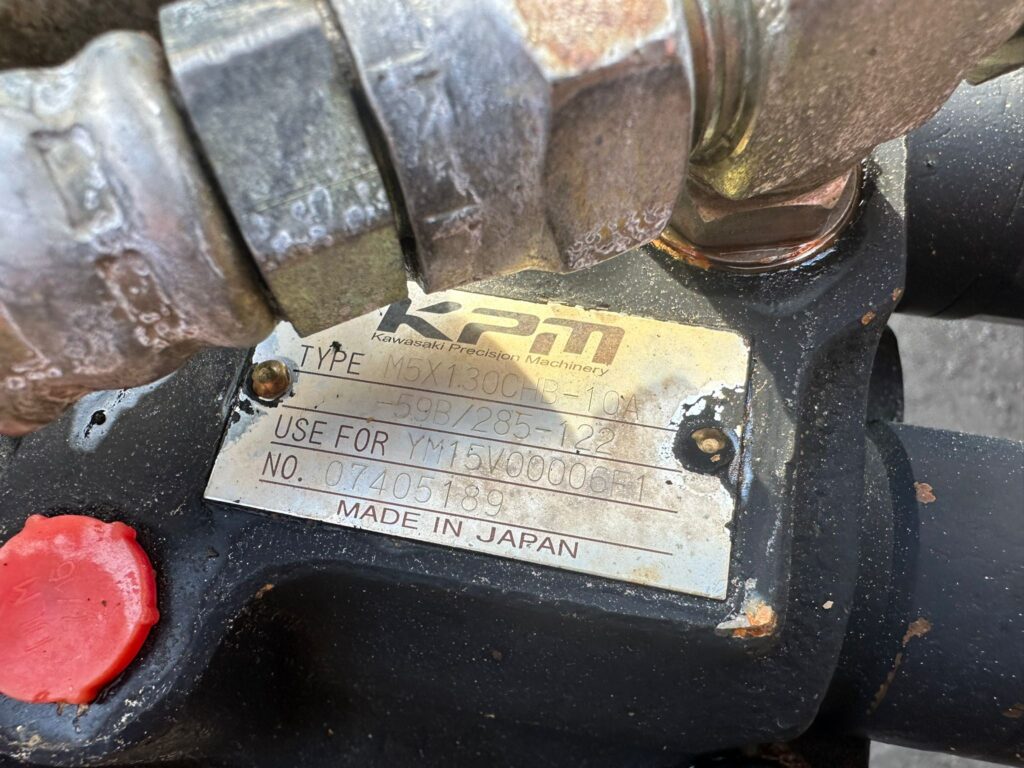 KPM
Kawasaki Precision Machinery
TYPE M5X130CHB-10A
-59B/285-122
USE FOR YM15V00006F1
NO. 07405189
MADE IN JAPAN